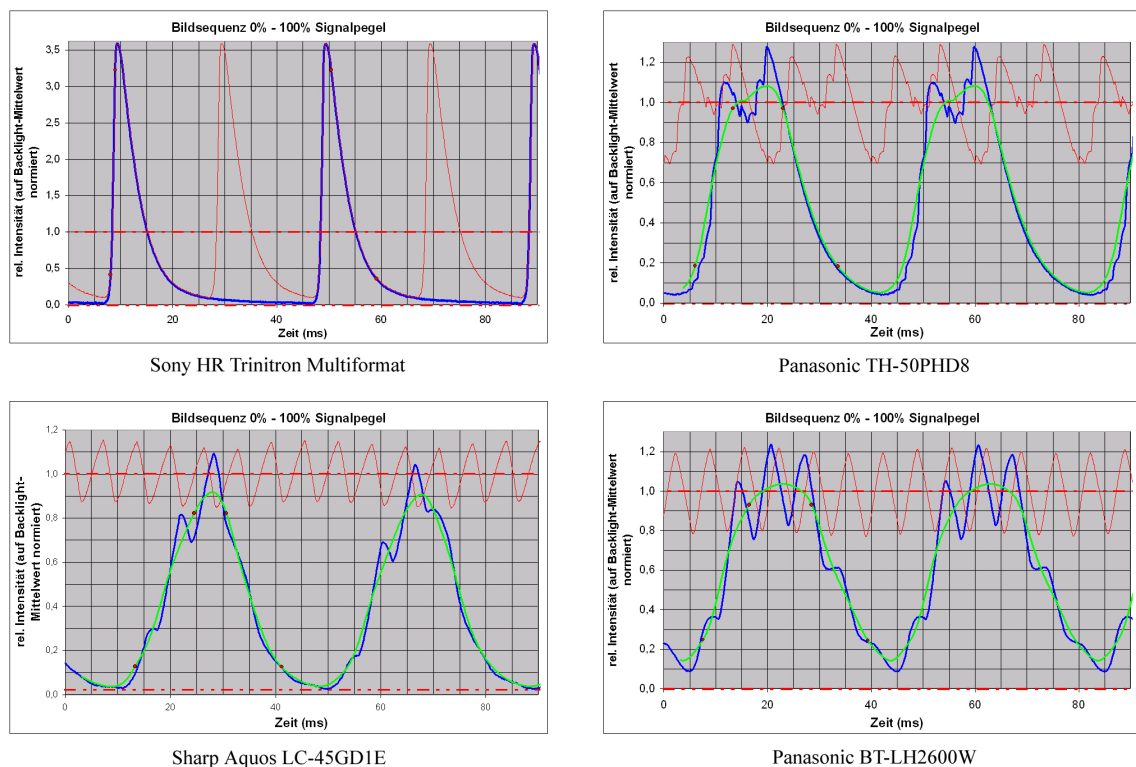 Bildsequenz 0% - 100% Signalpegel
rel. Intensität (auf Backlight-Mittelwert
normiert)
3,5
3,0
2,5
2,0
1,5
1,0
0,5
0,0
0 20 40 60 80
Zeit (ms)
Sony HR Trinitron Multiformat
Bildsequenz 0% - 100% Signalpegel
rel. Intensität (auf Backlight-Mittelwert
normiert)
1,2
1,0
0,8
0,6
0,4
0,2
0,0
0 20 40 60 80
Zeit (ms)
Panasonic TH-50PHD8
Bildsequenz 0% - 100% Signalpegel
rel. Intensität (auf Backlight-
Mittelwert normiert)
1,2
1,0
0,8
0,6
0,4
0,2
0,0
0 20 40 60 80
Zeit (ms)
Sharp Aquos LC-45GD1E
Bildsequenz 0% - 100% Signalpegel
rel. Intensität (auf Backlight-Mittelwert
normiert)
1,2
1,0
0,8
0,6
0,4
0,2
0,0
0 20 40 60 80
Zeit (ms)
Panasonic BT-LH2600W